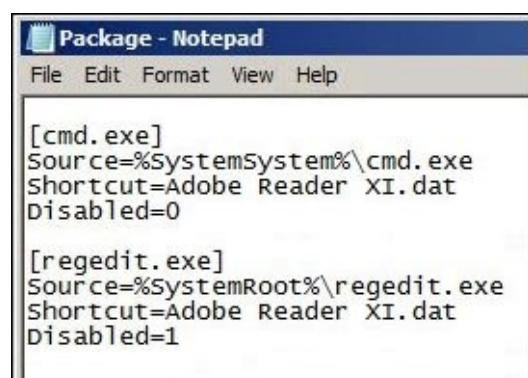 Package - Notepad
File Edit Format View Help
[cmd.exe]
Source=%SystemSystem%\cmd.exe
Shortcut=Adobe Reader XI.dat
Disabled=0
[regedit.exe]
Source=%SystemRoot%\regedit.exe
Shortcut=Adobe Reader XI.dat
Disabled=1